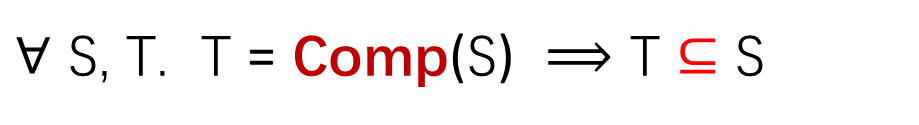 ∀ S, T. T = Comp(S) ⟹ T ⊆ S